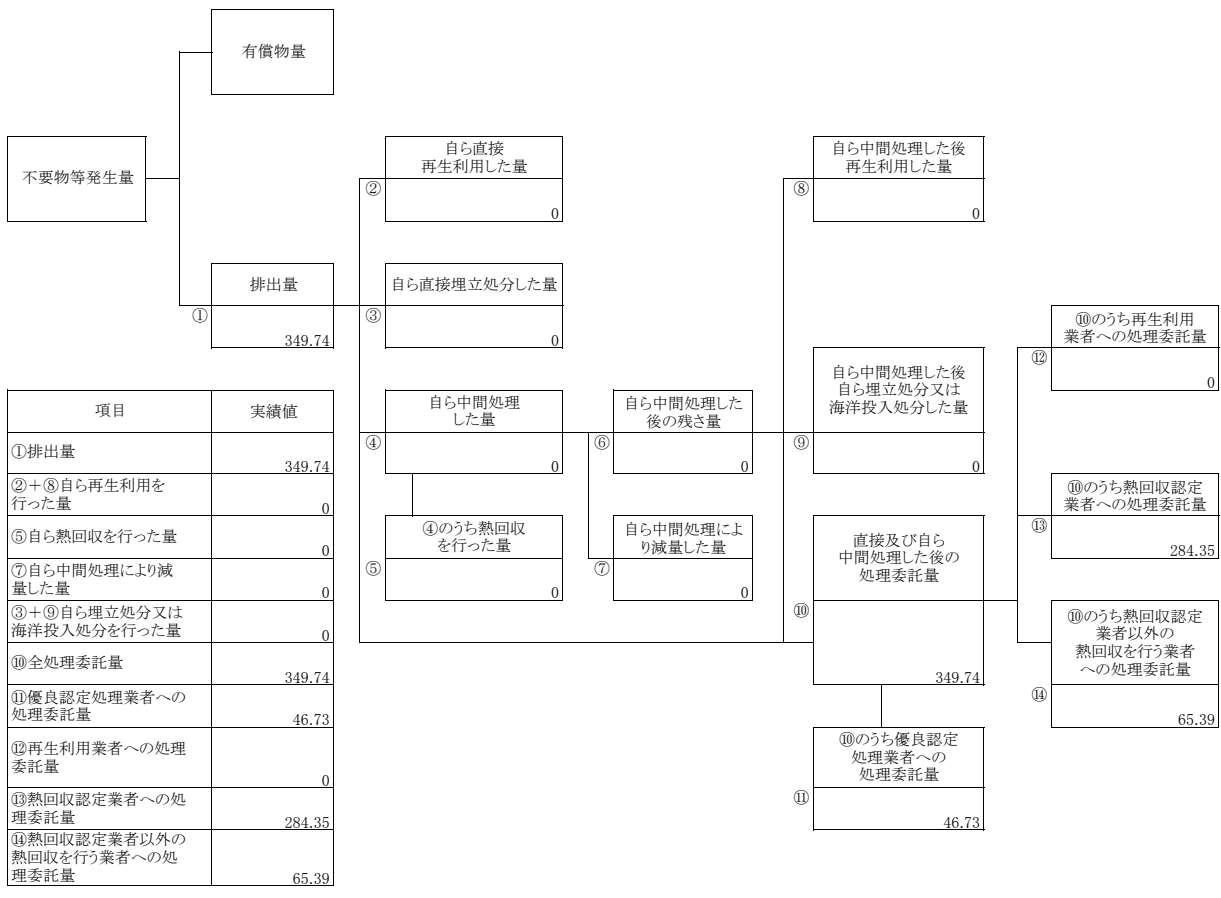 有償物量
不要物等発生量
自ら直接
再生利用した量
②
0
自ら中間処理した後
再生利用した量
⑧
0
排出量
①
349.74
自ら直接埋立処分した量
③
0
⑩のうち再生利用
業者への処理委託量
⑫
0
自ら中間処理
した量
④
0
自ら中間処理した
後の残さ量
⑥
0
自ら中間処理した後
自ら埋立処分又は
海洋投入処分した量
⑨
0
⑩のうち熱回収認定
業者への処理委託量
⑬
284.35
④のうち熱回収
を行った量
⑤
0
自ら中間処理によ
り減量した量
⑦
0
直接及び自ら
中間処理した後の
処理委託量
⑩
349.74
⑩のうち熱回収認定
業者以外の
熱回収を行う業者
への処理委託量
⑭
65.39
⑩のうち優良認定
処理業者への
処理委託量
⑪
46.73
項目 実績値
①排出量
349.74
②+⑧自ら再生利用を
行った量
0
⑤自ら熱回収を行った量
0
⑦自ら中間処理により減
量した量
0
③+⑨自ら埋立処分又は
海洋投入処分を行った量
0
⑩全処理委託量
349.74
⑪優良認定処理業者への
処理委託量
46.73
⑫再生利用業者への処理
委託量
0
⑬熱回収認定業者への処
理委託量
284.35
⑭熱回収認定業者以外の
熱回収を行う業者への処
理委託量
65.39